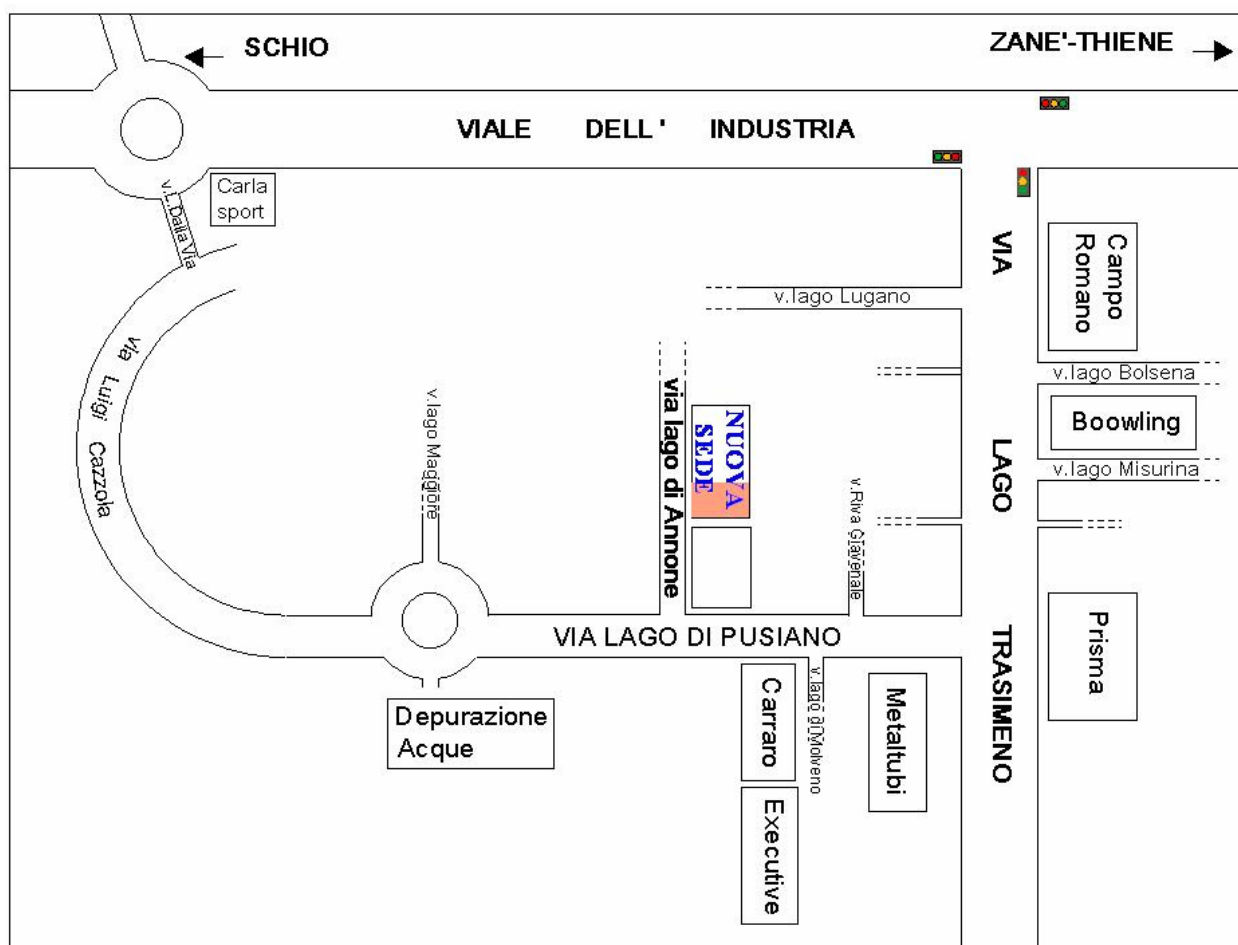 SCHIO
ZANE'-THIENE
VIALE DELL' INDUSTRIA
Carla
sport
v.L.Dalla Via
VIA
Campo
Romano
v.lago Lugano
via Luigi Cazzola
v.lago Bolsena
v.lago Maggiore
via lago di Annone
NUOVA
SEDE
Boowling
LAGO
v.lago Misurina
v.Riva Giavenale
Prisma
VIA LAGO DI PUSIANO
TRASIMENO
Carraro
v.lago di Molveno
Metaltubi
Depurazione
Acque
Executive